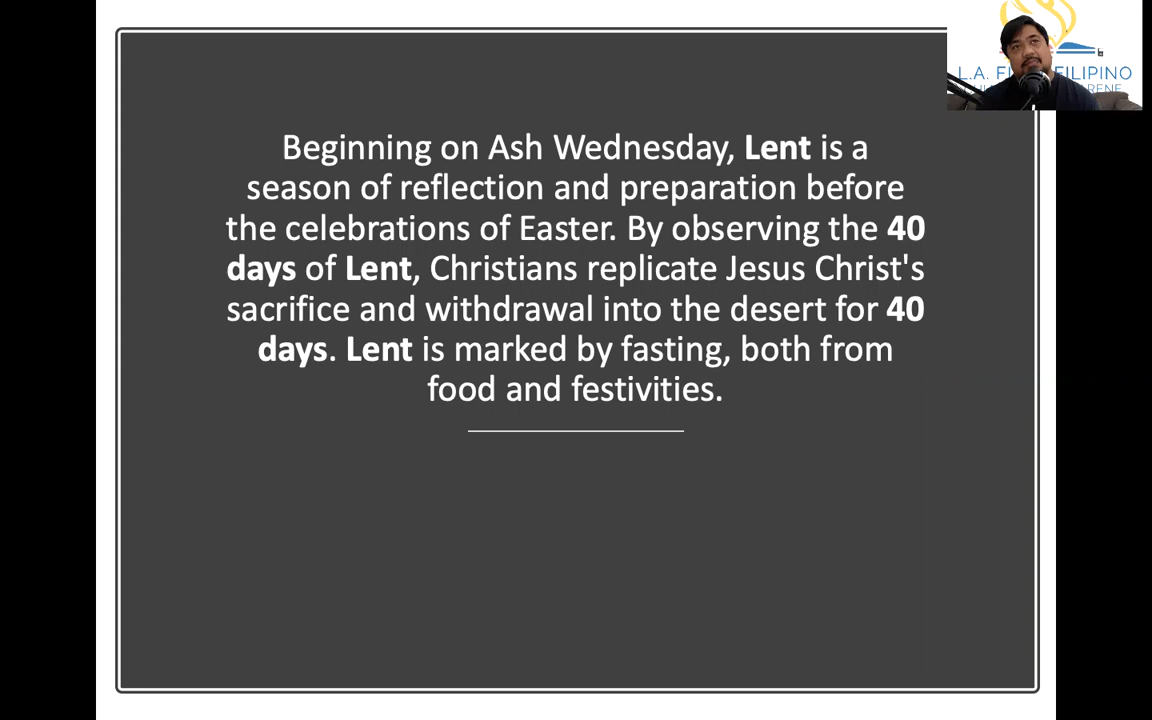 Beginning on Ash Wednesday, Lent is a
season of reflection and preparation before
the celebrations of Easter. By observing the 40
days of Lent, Christians replicate Jesus Christ's
sacrifice and withdrawal into the desert for 40
days. Lent is marked by fasting, both from
food and festivities.
L.A. FILIPINO